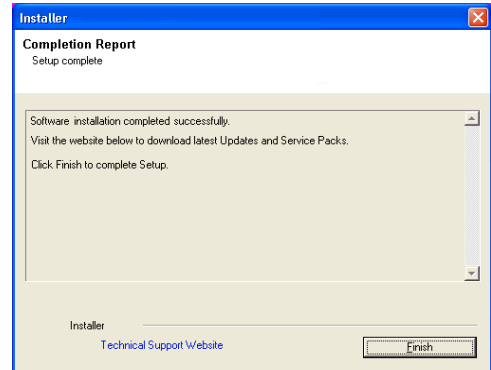 Installer
Completion Report
Setup complete
Software installation completed successfully.
Visit the website below to download latest Updates and Service Packs.
Click Finish to complete Setup.
Installer
Technical Support Website
Finish